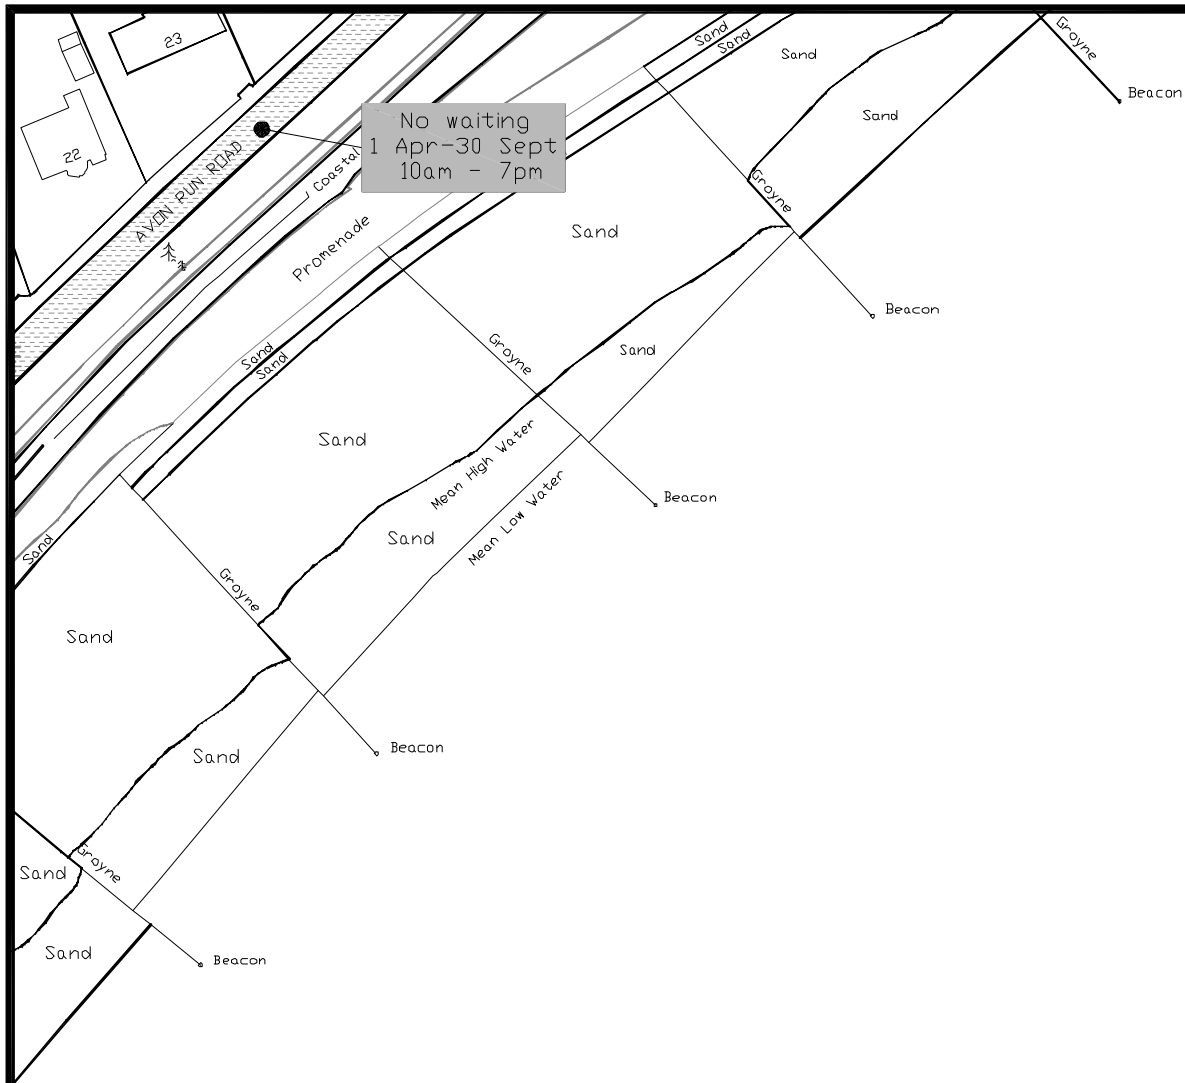 23
22
Sand
Sand
Sand
Groyne
Beacon
Sand
No waiting
1 Apr-30 Sept
10am - 7pm
AVON RUN ROAD
Coastal
Promenade
Groyne
Sand
Beacon
Sand
Sand
Groyne
Sand
Sand
Mean High Water
Mean Low Water
Beacon
Sand
Sand
Groyne
Sand
Beacon
Sand
Groyne
Sand
Sand
Beacon